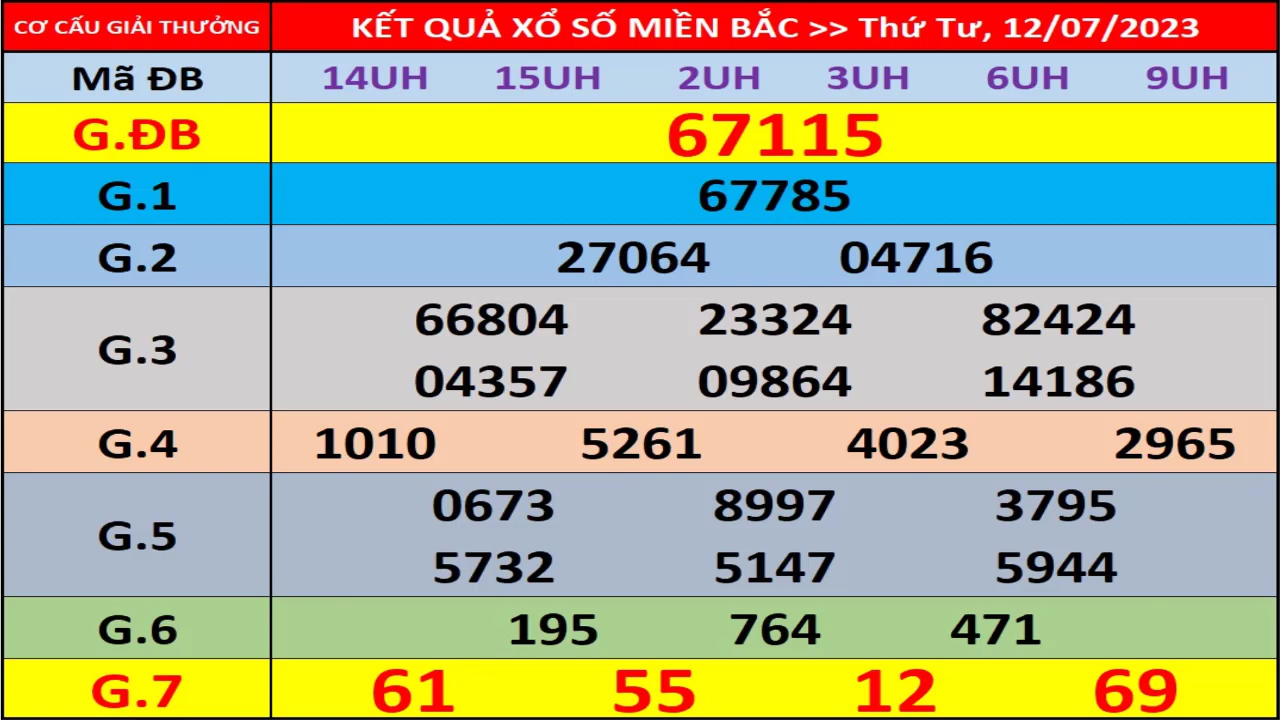 CƠ CẤU GIẢI THƯỞNG KẾT QUẢ XỔ SỐ MIỀN BẮC >> Thứ Tư, 12/07/2023
Mã ĐB 14UH 15UH 2UH 3UH 6UH 9UH
G.ĐB 67115
G.1 67785
G.2 27064 04716
G.3
66804 23324 82424
04357 09864 14186
G.4 1010 5261 4023 2965
G.5
0673 8997 3795
5732 5147 5944
G.6 195 764 471
G.7 61 55 12 69